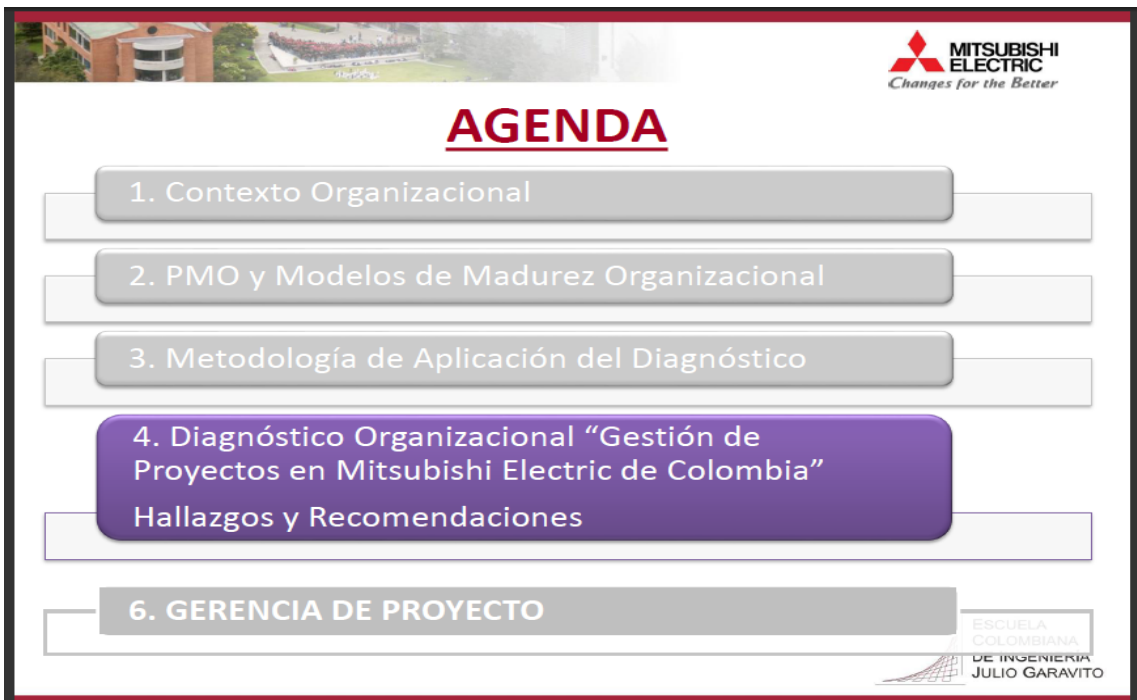 MITSUBISHI
ELECTRIC
Changes for the Better
AGENDA
1. Contexto Organizacional
2. PMO y Modelos de Madurez Organizacional
3. Metodología de Aplicación del Diagnóstico
4. Diagnóstico Organizacional “Gestión de
Proyectos en Mitsubishi Electric de Colombia”
Hallazgos y Recomendaciones
6. GERENCIA DE PROYECTO
ESCUELA
COLOMBIANA
DE INGENIERÍA
JULIO GARAVITO